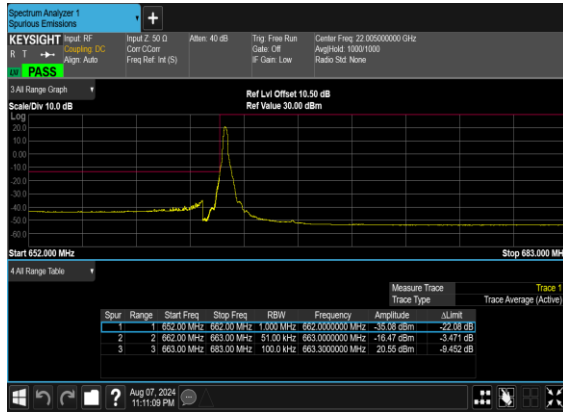 Spectrum Analyzer 1
Spurious Emissions
KEYSIGHT Input: RF Input Z: 50 Ω Atten: 40 dB Trig: Free Run Center Freq: 22.005000000 GHz
R T Coupling: DC Corr CCorr Gate: Off Avg|Hold: 1000/1000
Align: Auto Freq Ref: Int (S) IF Gain: Low Radio Std: None
PASS
3 All Range Graph
Ref Lvl Offset 10.50 dB
Scale/Div 10.0 dB Ref Value 30.00 dBm
Log
20.0
10.0
0.00
-10.0
-20.0
-30.0
-40.0
-50.0
-60.0
Start 652.000 MHz Stop 683.000 MH
4 All Range Table
Measure Trace Trace 1
Trace Type Trace Average (Active)
Spur Range Start Freq Stop Freq RBW Frequency Amplitude ΔLimit
1 1 652.00 MHz 662.00 MHz 1.000 MHz 662.0000000 MHz -35.08 dBm -22.08 dB
2 2 662.00 MHz 663.00 MHz 51.00 kHz 663.0000000 MHz -16.47 dBm -3.471 dB
3 3 663.00 MHz 683.00 MHz 100.0 kHz 663.3000000 MHz 20.55 dBm -9.452 dB
? Aug 07, 2024
11:11:09 PM